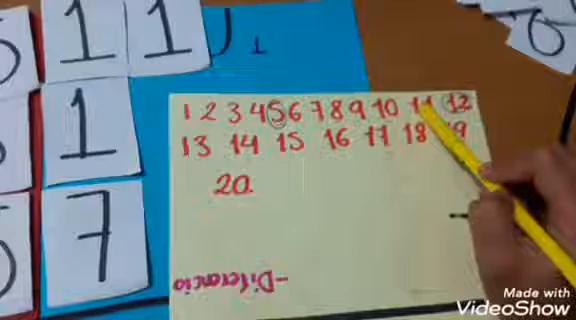 1 1 1
1 2 3 4 5 6 7 8 9 10 11 12
1
13 14 15 16 17 18 19
20
7
-Diferencia
Made with
VideoShow